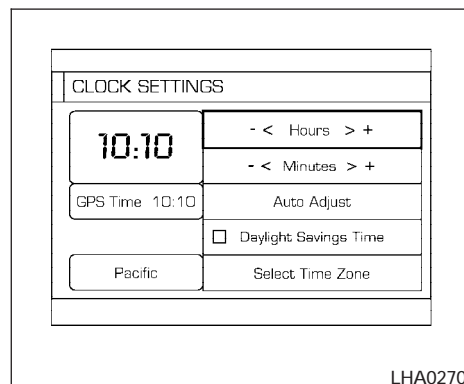 CLOCK SETTINGS
10:10
- < Hours > +
- < Minutes > +
GPS Time 10:10
Auto Adjust
Daylight Savings Time
Pacific
Select Time Zone
LHA0270